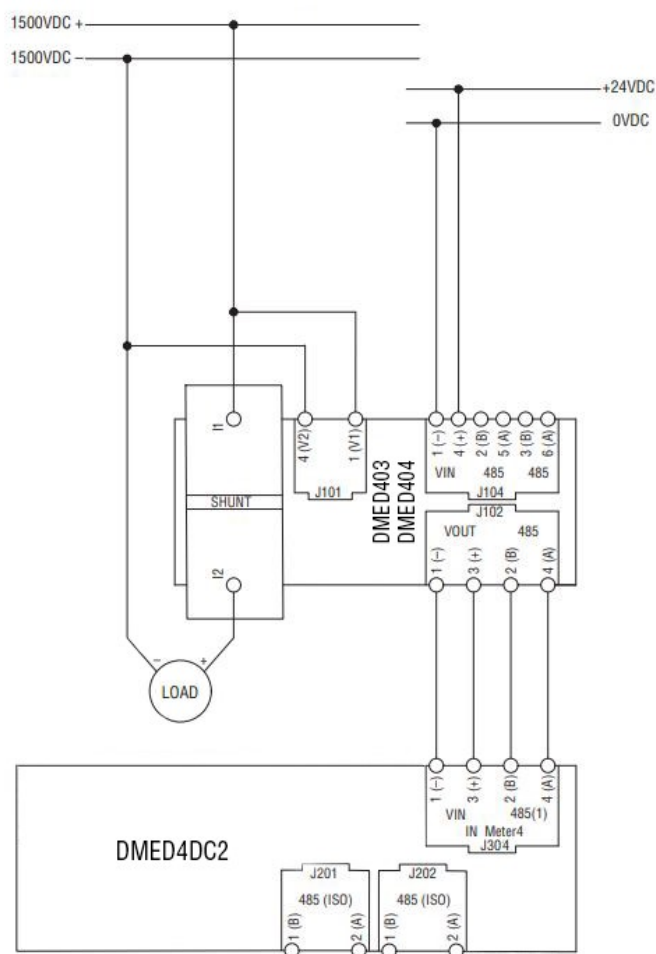 1500VDC +
1500VDC –
+24VDC
0VDC
I1
4 (V2)
1 (V1)
J101
SHUNT
I2
DMED403
DMED404
1 (–)
4 (+)
2 (B)
5 (A)
3 (B)
6 (A)
VIN 485 485
J104
J102
VOUT 485
1 (–)
3 (+)
2 (B)
4 (A)
– +
LOAD
1 (–)
3 (+)
2 (B)
4 (A)
VIN 485(1)
IN Meter4
J304
DMED4DC2
J201
485 (ISO)
1 (B)
2 (A)
J202
485 (ISO)
1 (B)
2 (A)